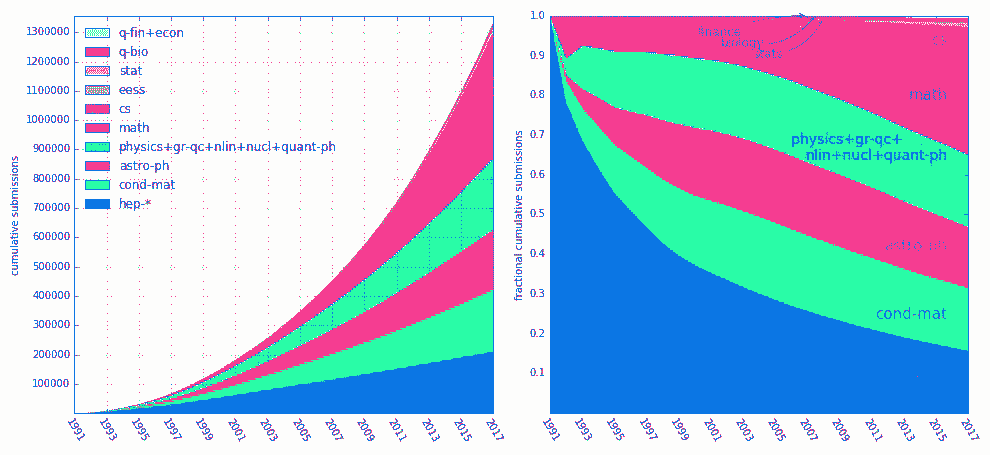 cumulative submissions
1300000
1200000
1100000
1000000
900000
800000
700000
600000
500000
400000
300000
200000
100000
q-fin+econ
q-bio
stat
eess
cs
math
physics+gr-qc+nlin+nucl+quant-ph
astro-ph
cond-mat
hep-*
1991
1993
1995
1997
1999
2001
2003
2005
2007
2009
2011
2013
2015
2017
fractional cumulative submissions
1.0
0.9
0.8
0.7
0.6
0.5
0.4
0.3
0.2
0.1
finance
biology
stats
math
physics+gr-qc+
nlin+nucl+quant-ph
astro-ph
cond-mat
1991
1993
1995
1997
1999
2001
2003
2005
2007
2009
2011
2013
2015
2017